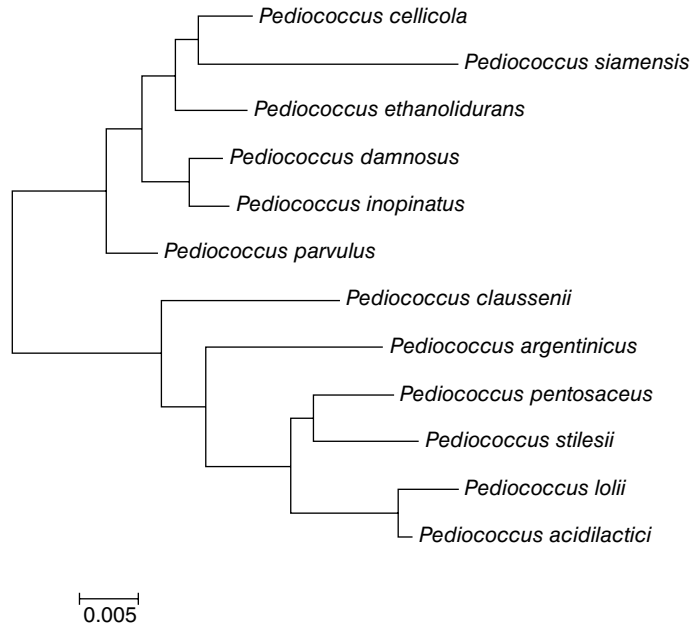 Pediococcus cellicola
Pediococcus siamensis
Pediococcus ethanolidurans
Pediococcus damnosus
Pediococcus inopinatus
Pediococcus parvulus
Pediococcus claussenii
Pediococcus argentinicus
Pediococcus pentosaceus
Pediococcus stilesii
Pediococcus lolii
Pediococcus acidilactici
0.005